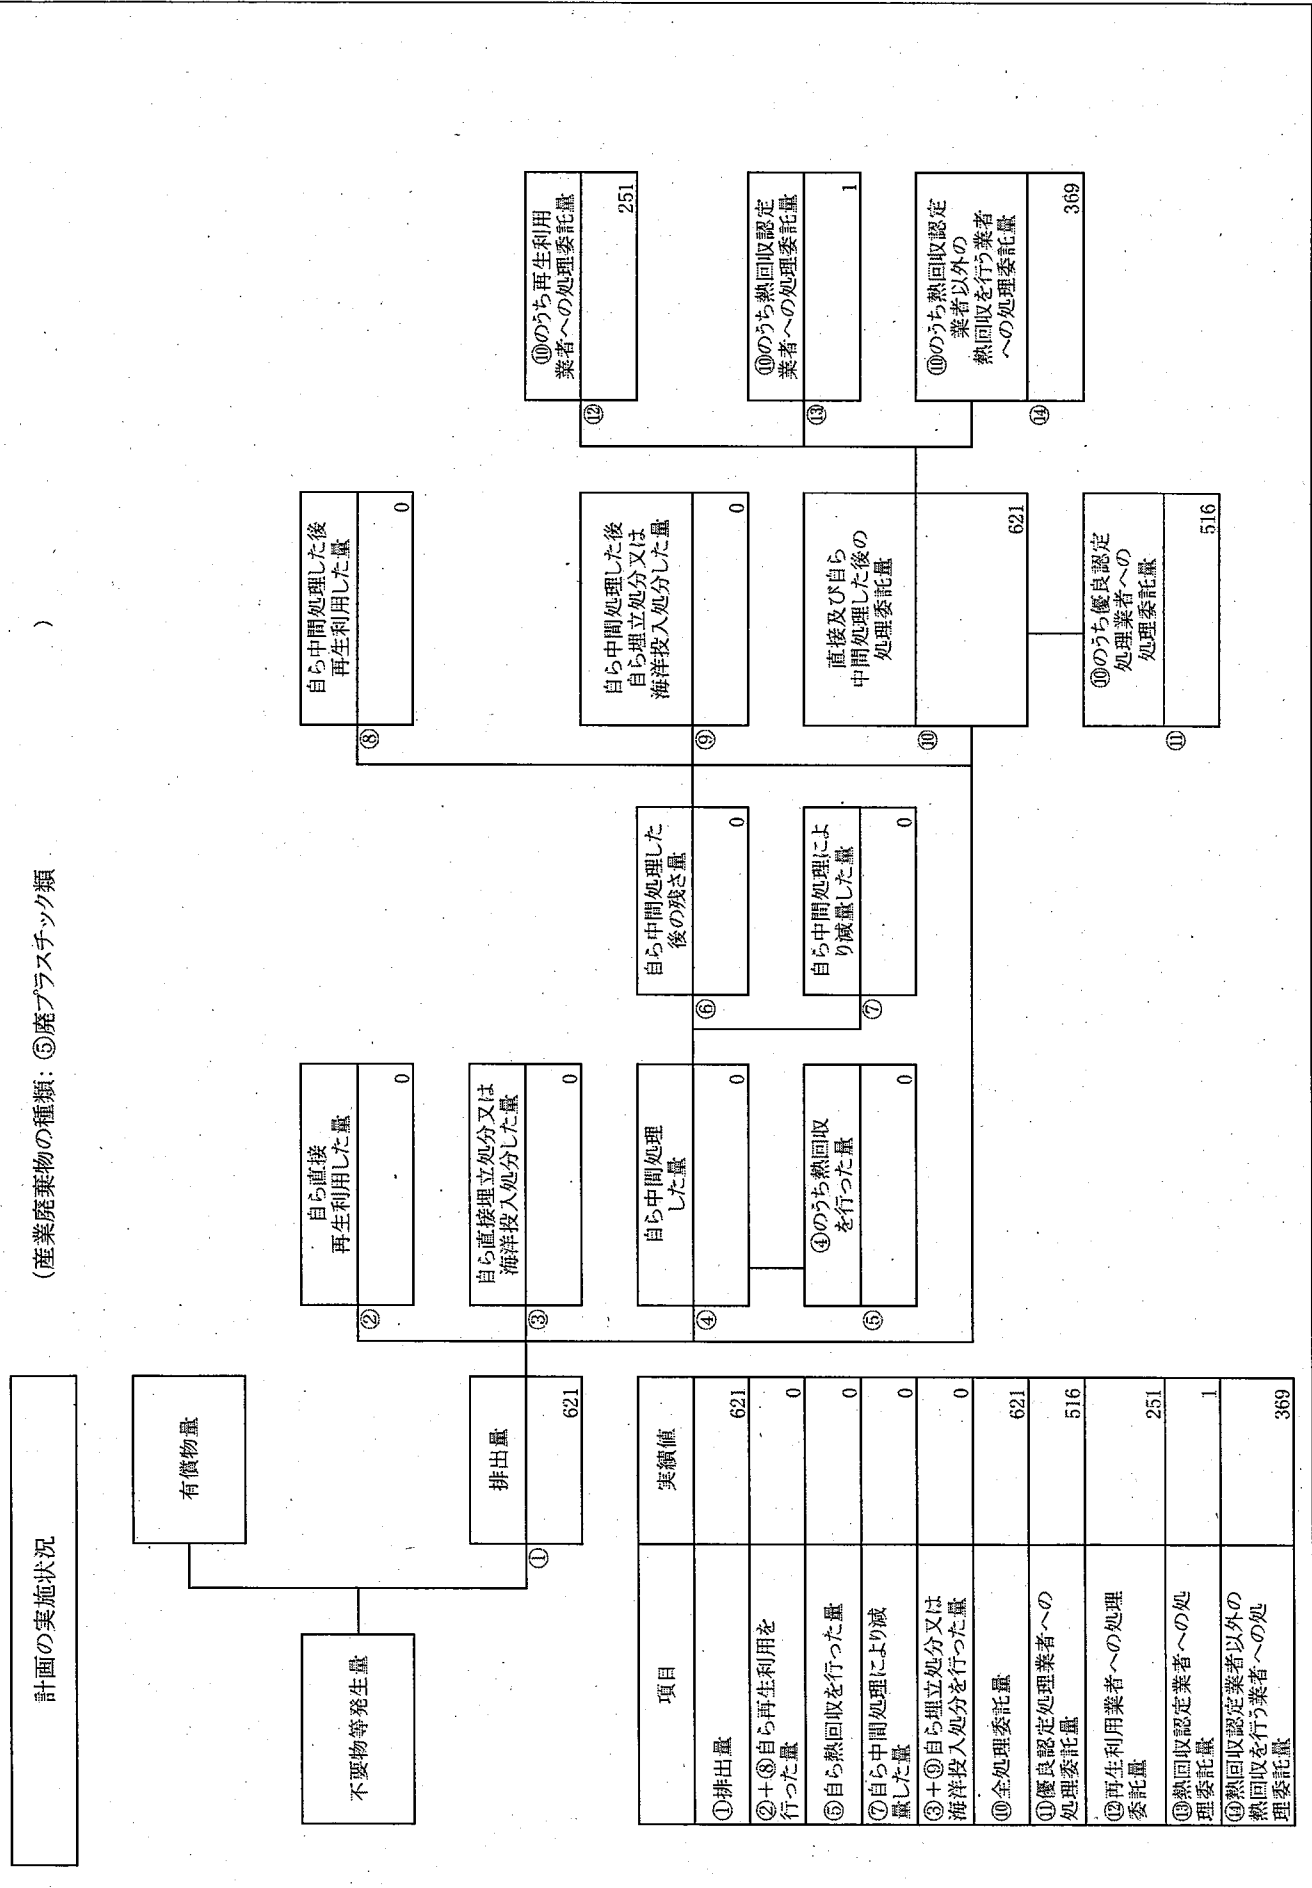 計画の実施状況
(産業廃棄物の種類：⑤廃プラスチック類 )
不要物等発生量
有償物量
①
排出量
621
②
自ら直接
再生利用した量
0
③
自ら直接埋立処分又は
海洋投入処分した量
0
④
自ら中間処理
した量
0
⑤
④のうち熱回収
を行った量
0
⑥
自ら中間処理した
後の残さ量
0
⑦
自ら中間処理によ
り減量した量
0
⑧
自ら中間処理した後
再生利用した量
0
⑨
自ら中間処理した後
自ら埋立処分又は
海洋投入処分した量
0
⑩
直接及び自ら
中間処理した後の
処理委託量
621
⑪
⑩のうち優良認定
処理業者への
処理委託量
516
⑫
⑩のうち再生利用
業者への処理委託量
251
⑬
⑩のうち熱回収認定
業者への処理委託量
1
⑭
⑩のうち熱回収認定
業者以外の
熱回収を行う業者
への処理委託量
369
項目 実績値
①排出量 621
②+⑧自ら再生利用を
行った量 0
⑤自ら熱回収を行った量 0
⑦自ら中間処理により減
量した量 0
③+⑨自ら埋立処分又は
海洋投入処分を行った量 0
⑩全処理委託量 621
⑪優良認定処理業者への
処理委託量 516
⑫再生利用業者への処理
委託量 251
⑬熱回収認定業者への処
理委託量 1
⑭熱回収認定業者以外の
熱回収を行う業者への処
理委託量 369